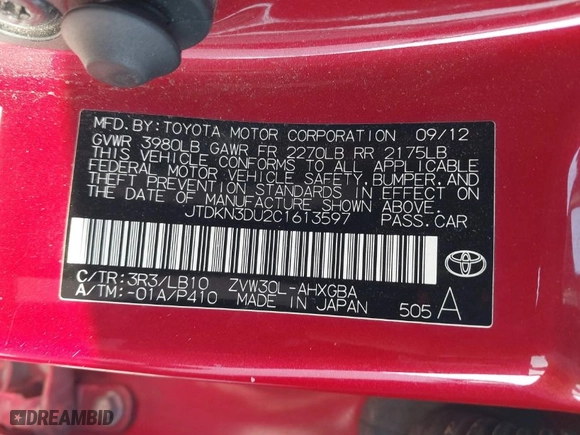 MFD.BY:TOYOTA MOTOR CORPORATION 09/12
GVWR 3980LB GAWR FR 2270LB RR 2175LB
THIS VEHICLE CONFORMS TO ALL APPLICABLE
FEDERAL MOTOR VEHICLE SAFETY,BUMPER,AND
THEFT PREVENTION STANDARDS IN EFFECT ON
THE DATE OF MANUFACTURE SHOWN ABOVE.
JTDKN3DU2C1613597 PASS.CAR
C/TR:3R3/LB10 ZVW30L-AHXGBA
A/TM:-01A/P410 MADE IN JAPAN 505 A
DREAMBID